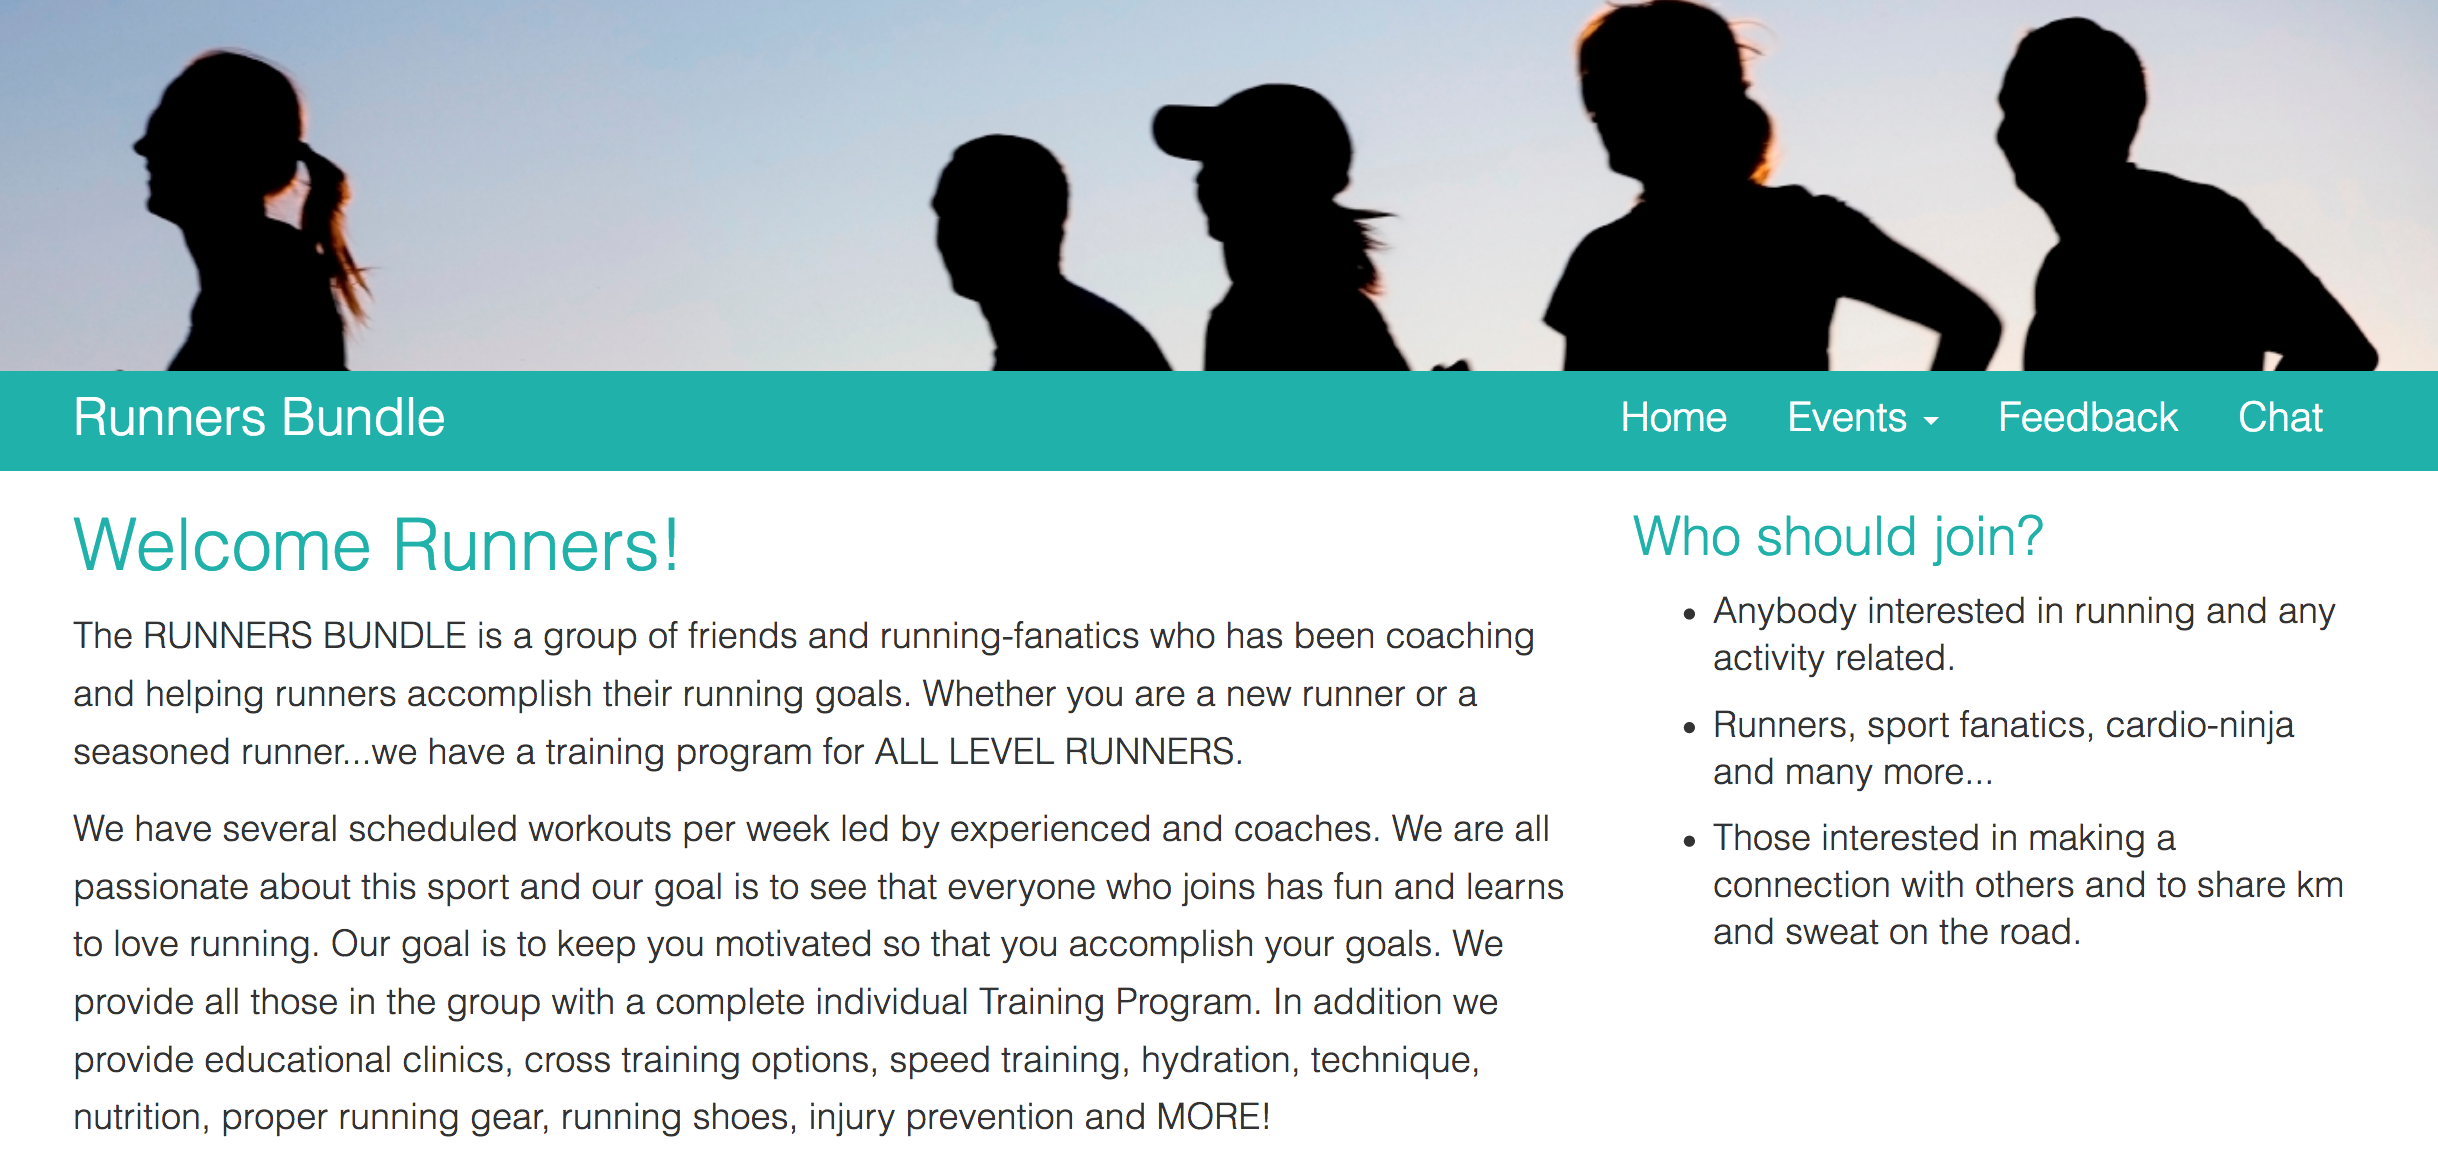 Runners Bundle
Home Events Feedback Chat
Welcome Runners!
The RUNNERS BUNDLE is a group of friends and running-fanatics who has been coaching
and helping runners accomplish their running goals. Whether you are a new runner or a
seasoned runner...we have a training program for ALL LEVEL RUNNERS.
We have several scheduled workouts per week led by experienced and coaches. We are all
passionate about this sport and our goal is to see that everyone who joins has fun and learns
to love running. Our goal is to keep you motivated so that you accomplish your goals. We
provide all those in the group with a complete individual Training Program. In addition we
provide educational clinics, cross training options, speed training, hydration, technique,
nutrition, proper running gear, running shoes, injury prevention and MORE!
Who should join?
• Anybody interested in running and any
activity related.
• Runners, sport fanatics, cardio-ninja
and many more...
• Those interested in making a
connection with others and to share km
and sweat on the road.